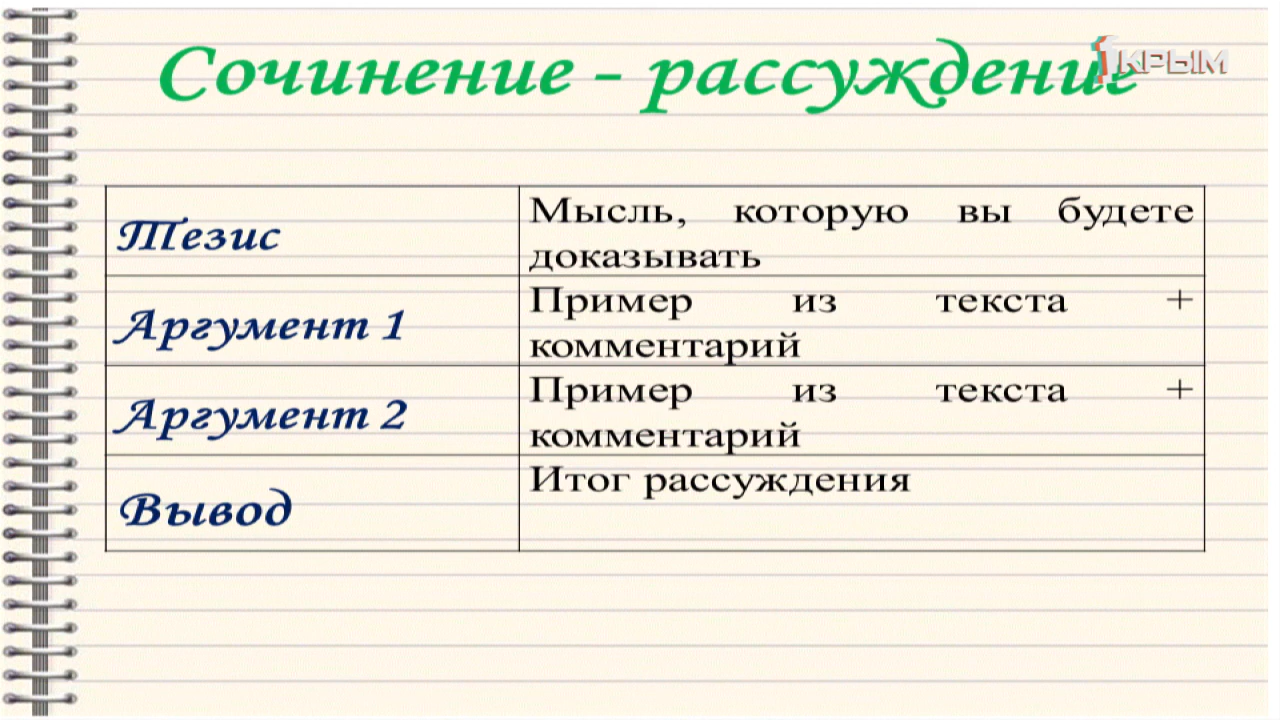 Сочинение - рассуждение
1КРЫМ
Тезис
Мысль, которую вы будете
доказывать
Аргумент 1
Пример из текста +
комментарий
Аргумент 2
Пример из текста +
комментарий
Вывод
Итог рассуждения